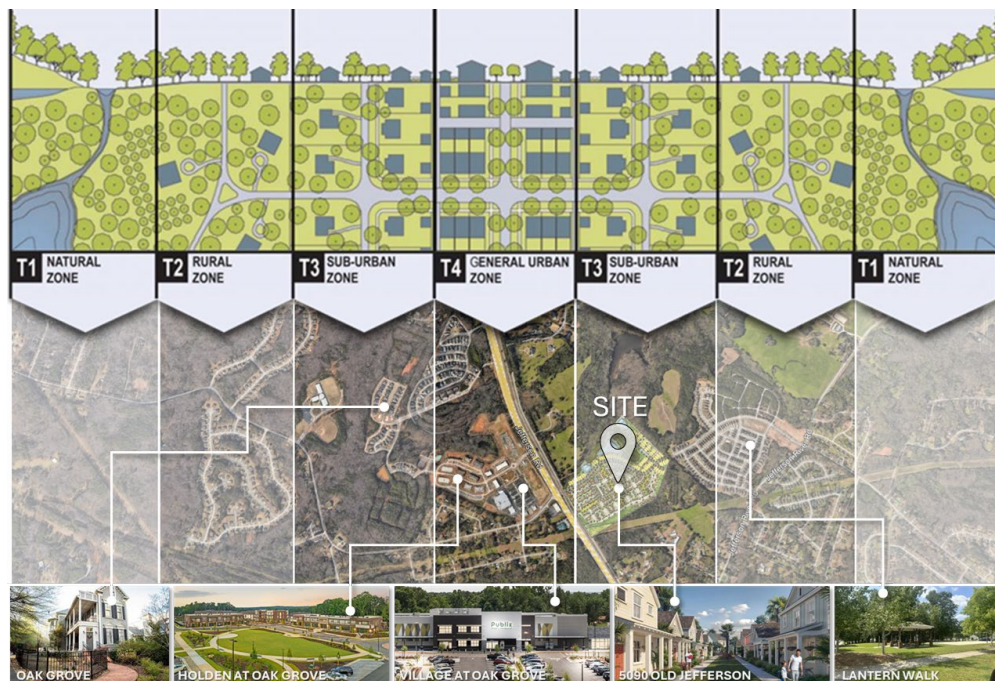 T1 NATURAL
ZONE
T2 RURAL
ZONE
T3 SUB-URBAN
ZONE
T4 GENERAL URBAN
ZONE
T3 SUB-URBAN
ZONE
T2 RURAL
ZONE
T1 NATURAL
ZONE
SITE
Publix
OAK GROVE
HOLDEN AT OAK GROVE
VILLAGE AT OAK GROVE
5090 OLD JEFFERSON
LANTERN WALK